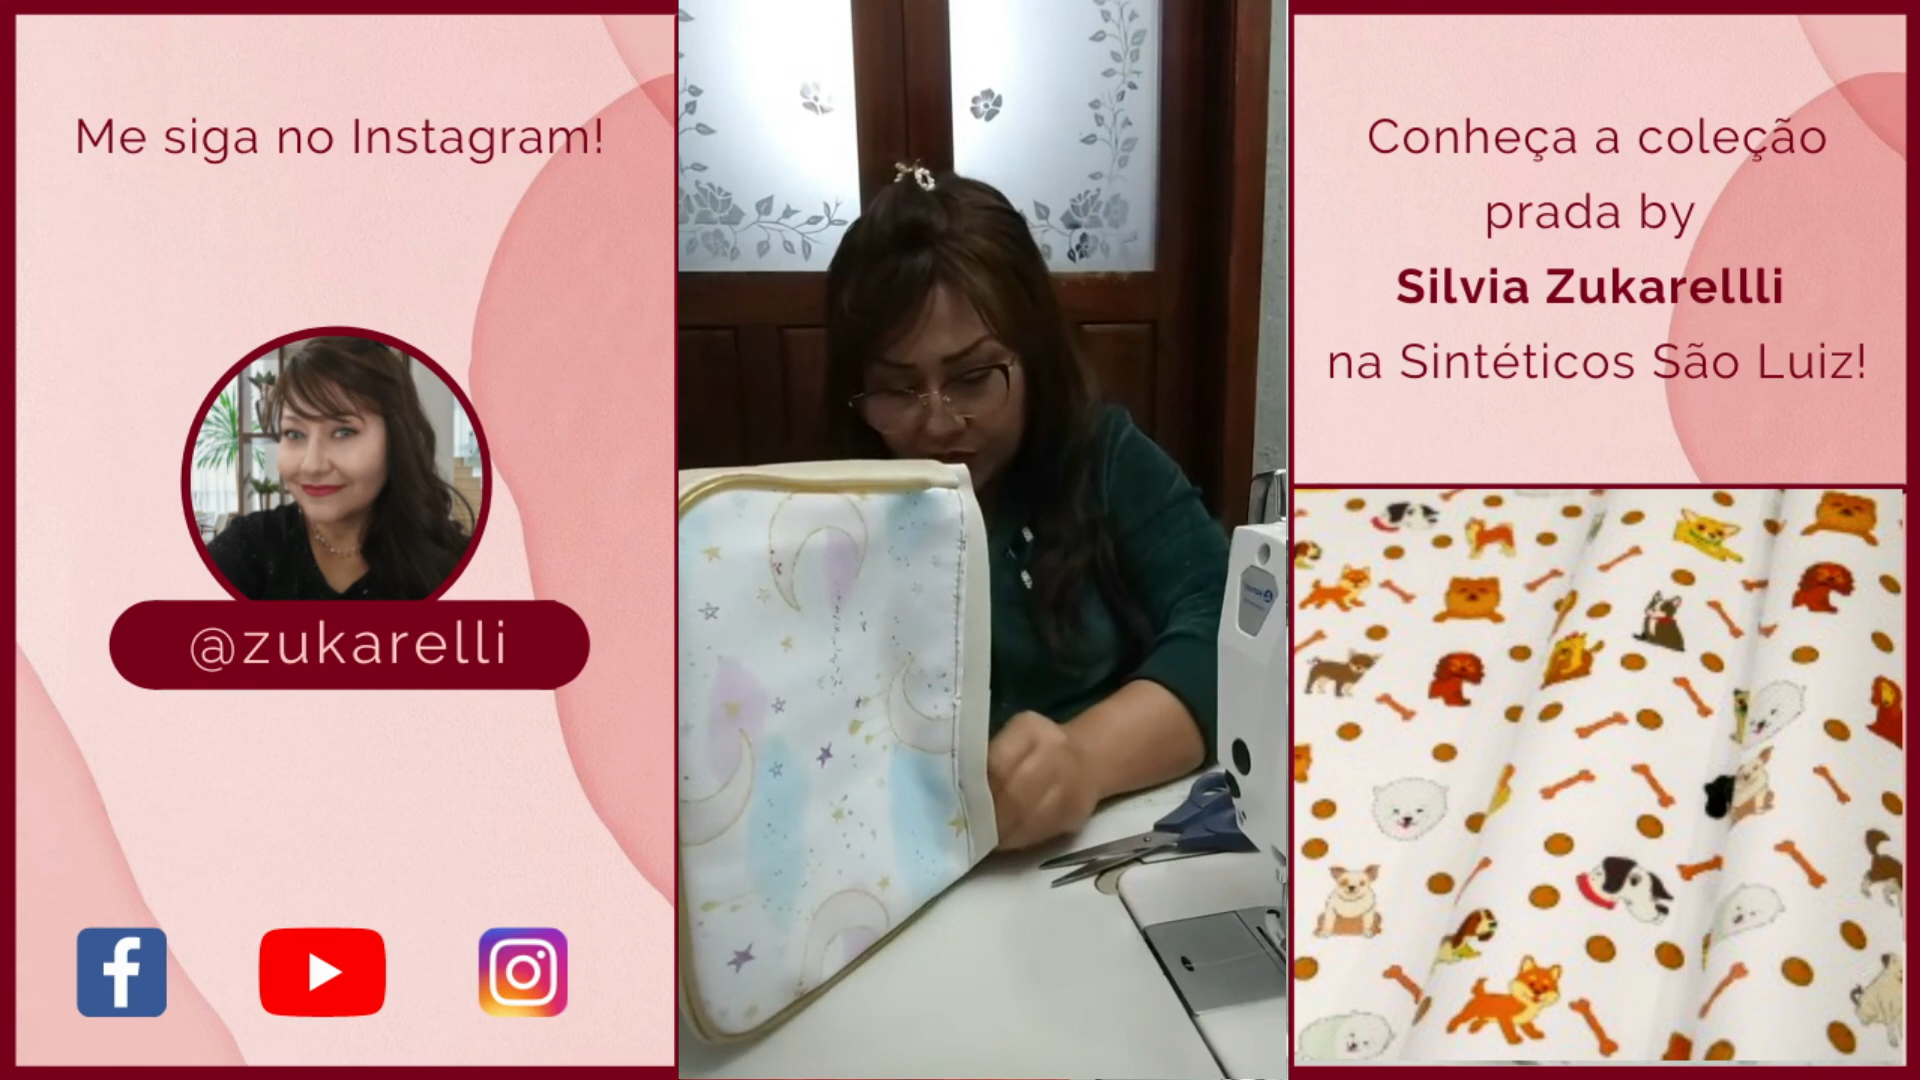 Me siga no Instagram!
@zukarelli
Conheça a coleção
prada by
Silvia Zukarellli
na Sintéticos São Luiz!